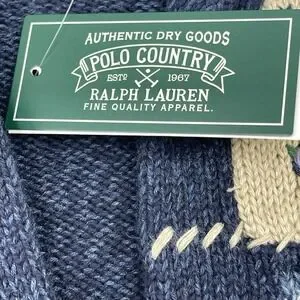 AUTHENTIC DRY GOODS
POLO COUNTRY
ESTD 1967
RALPH LAUREN
FINE QUALITY APPAREL.